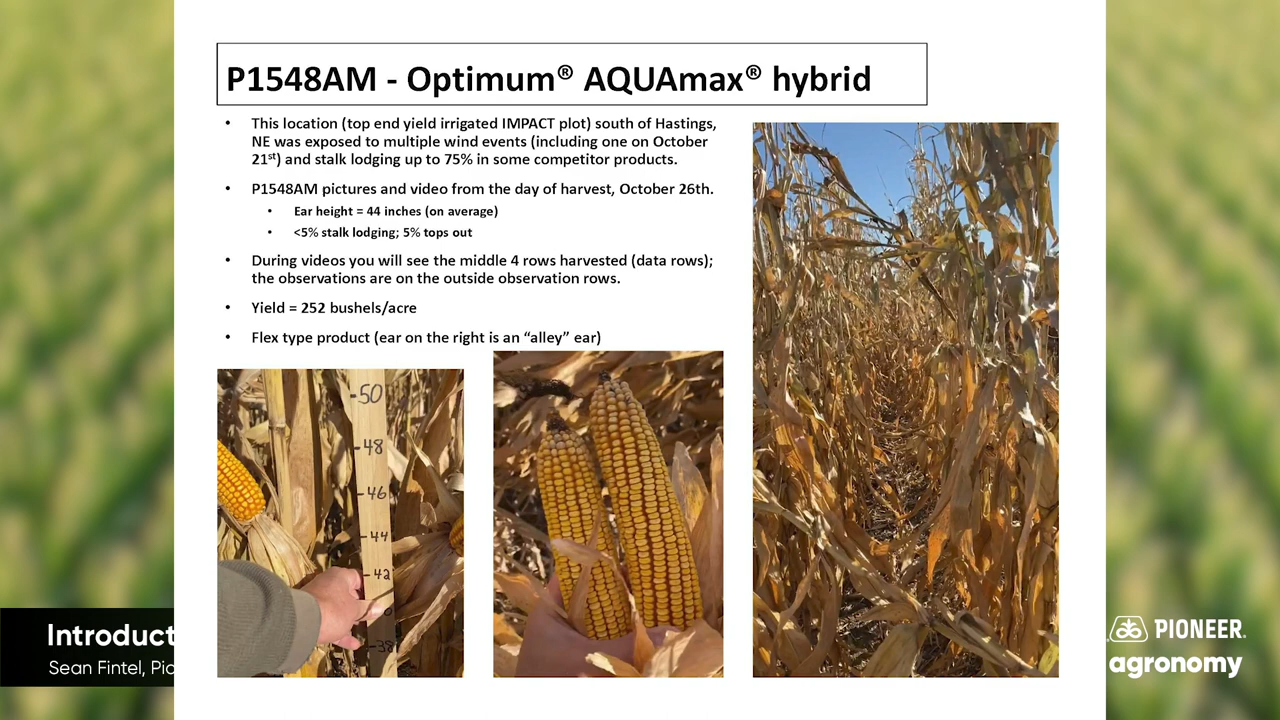 P1548AM - Optimum® AQUAmax® hybrid
• This location (top end yield irrigated IMPACT plot) south of Hastings,
NE was exposed to multiple wind events (including one on October
21st) and stalk lodging up to 75% in some competitor products.
• P1548AM pictures and video from the day of harvest, October 26th.
• Ear height = 44 inches (on average)
• <5% stalk lodging; 5% tops out
• During videos you will see the middle 4 rows harvested (data rows);
the observations are on the outside observation rows.
• Yield = 252 bushels/acre
• Flex type product (ear on the right is an “alley” ear)
-50
-48
-46
-44
-42
-38
Introduct
Sean Fintel, Pio
PIONEER.
agronomy